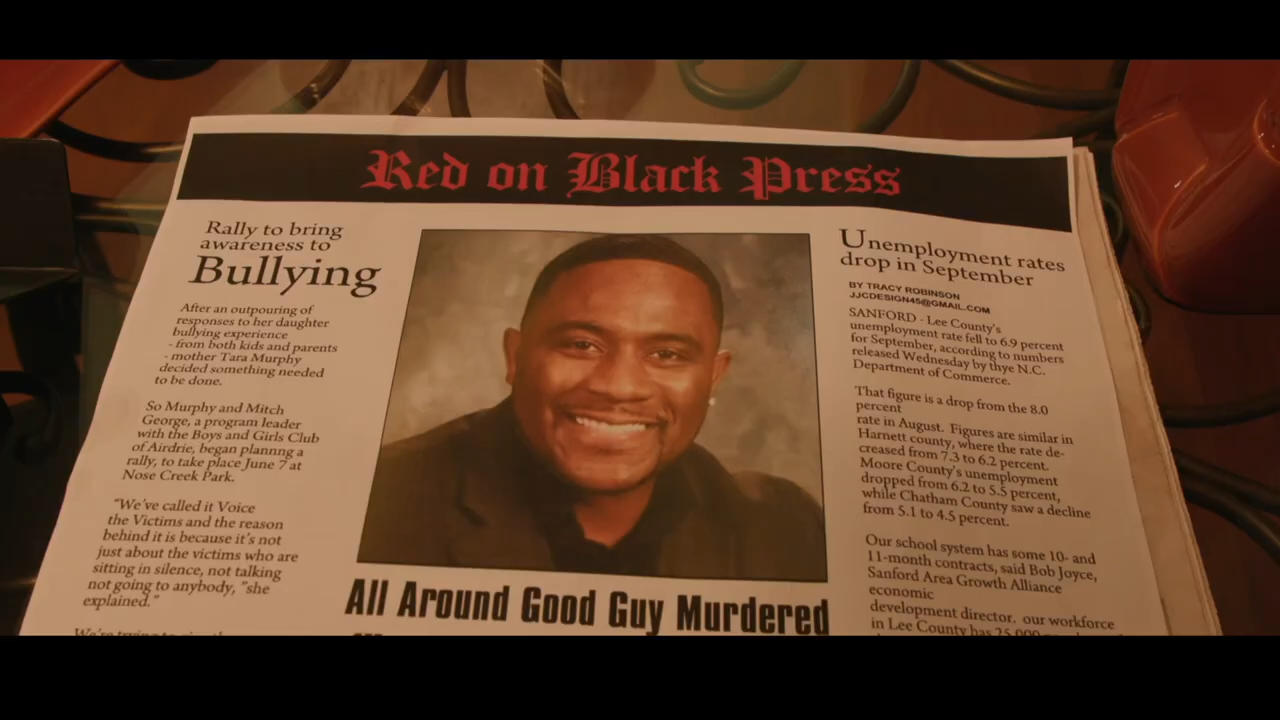 Red on Black Press
Rally to bring
awareness to
Bullying
After an outpouring of
responses to her daughter
bullying experience
- from both kids and parents
- mother Tara Murphy
decided something needed
to be done.
So Murphy and Mitch
George, a program leader
with the Boys and Girls Club
of Airdrie, began plannng a
rally, to take place June 7 at
Nose Creek Park.
"We've called it Voice
the Victims and the reason
behind it is because it's not
just about the victims who are
sitting in silence, not talking
not going to anybody, "she
explained."
All Around Good Guy Murdered
Unemployment rates
drop in September
BY TRACY ROBINSON
JJCDESIGN45@GMAIL.COM
SANFORD - Lee County's
unemployment rate fell to 6.9 percent
for September, according to numbers
released Wednesday by thye N.C.
Department of Commerce.
That figure is a drop from the 8.0
percent
rate in August. Figures are similar in
Harnett county, where the rate de-
creased from 7.3 to 6.2 percent.
Moore County's unemployment
dropped from 6.2 to 5.5 percent,
while Chatham County saw a decline
from 5.1 to 4.5 percent.
Our school system has some 10- and
11-month contracts, said Bob Joyce,
Sanford Area Growth Alliance
economic
development director. our workforce
in Lee County has 25,000